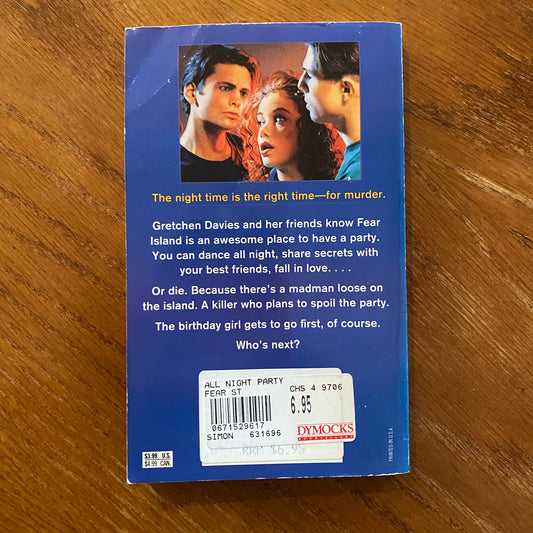 The night time is the right time—for murder.
Gretchen Davies and her friends know Fear
Island is an awesome place to have a party.
You can dance all night, share secrets with
your best friends, fall in love. . . .
Or die. Because there's a madman loose on
the island. A killer who plans to spoil the party.
The birthday girl gets to go first, of course.
Who's next?
ALL NIGHT PARTY
FEAR ST
CHS 4 9706
6.95
0671529617
SIMON 631696
DYMOCKS
BOOKSELLERS
RRP $6.95
$3.99 U.S.
$4.99 CAN.
PRINTED IN U.S.A.